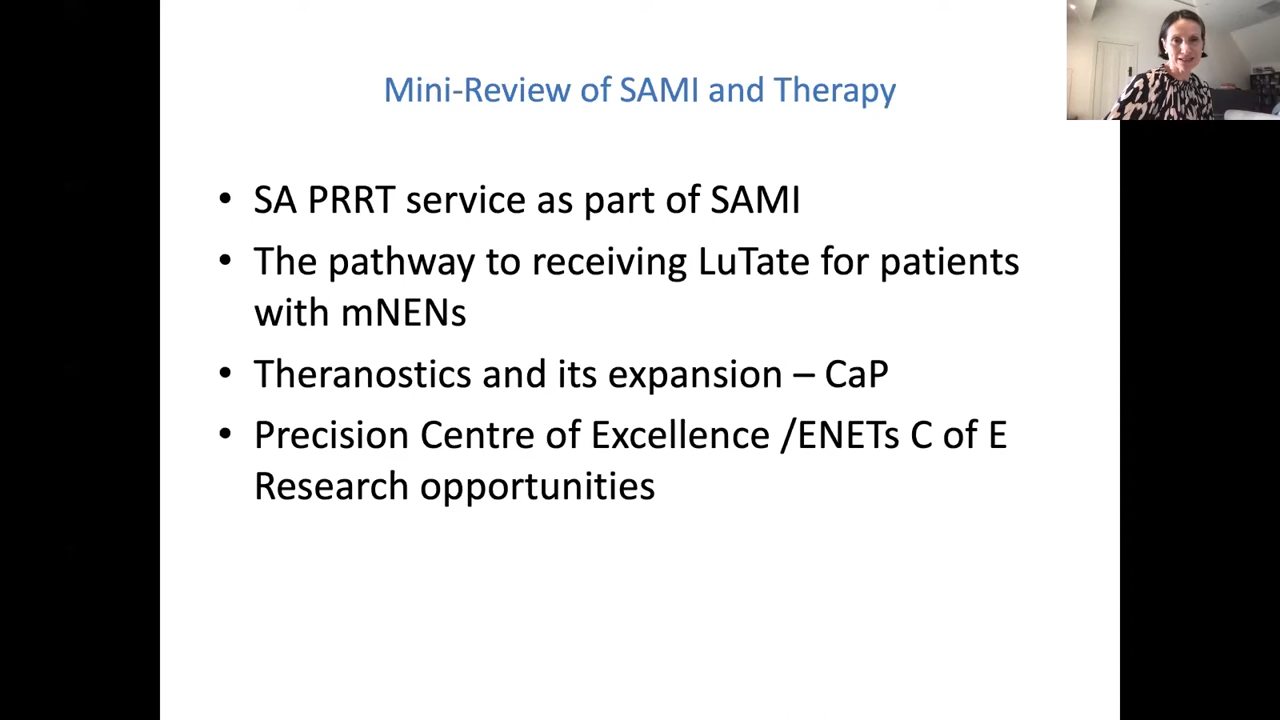 Mini-Review of SAMI and Therapy
• SA PRRT service as part of SAMI
• The pathway to receiving LuTate for patients
with mNENs
• Theranostics and its expansion – CaP
• Precision Centre of Excellence /ENETs C of E
Research opportunities